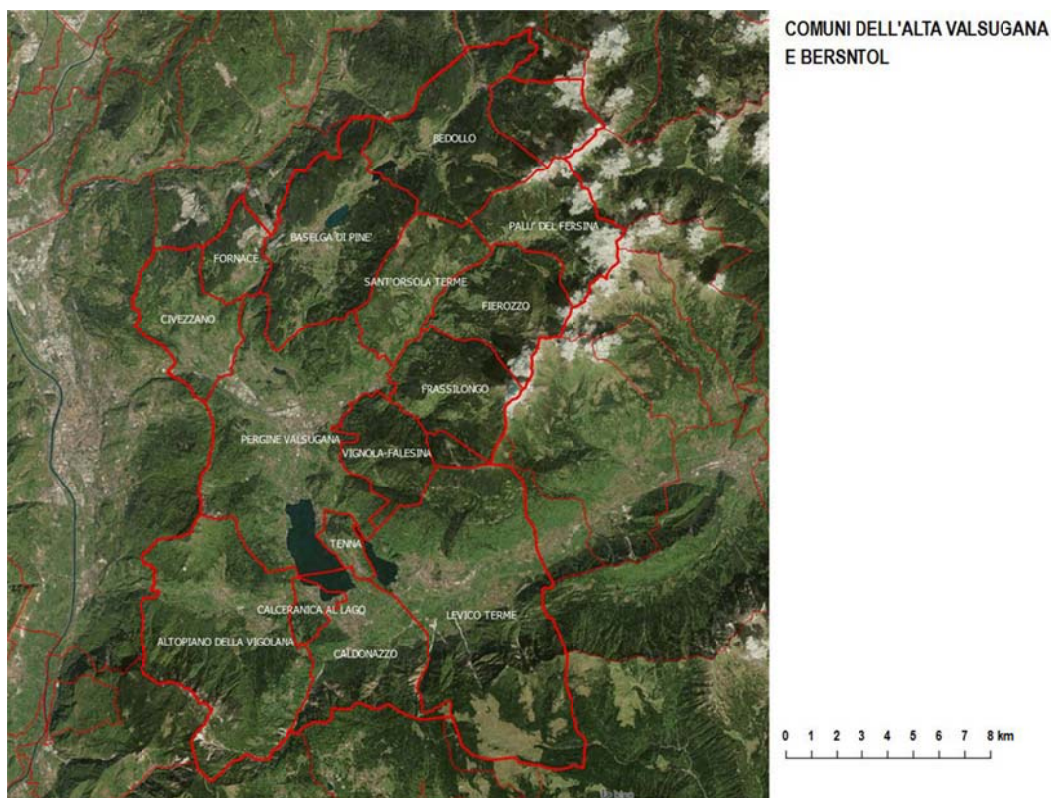 COMUNI DELL'ALTA VALSUGANA
E BERSNTOL
BEDOLLO
PALU' DEL FERSINA
BASELGA DI PINE'
FORNACE
SANT'ORSOLA TERME
FIEROZZO
CIVEZZANO
FRASSILONGO
PERGINE VALSUGANA
VIGNOLA-FALESINA
TENNA
CALCERANICA AL LAGO
LEVICO TERME
ALTOPIANO DELLA VIGOLANA
CALDONAZZO
0 1 2 3 4 5 6 7 8 km